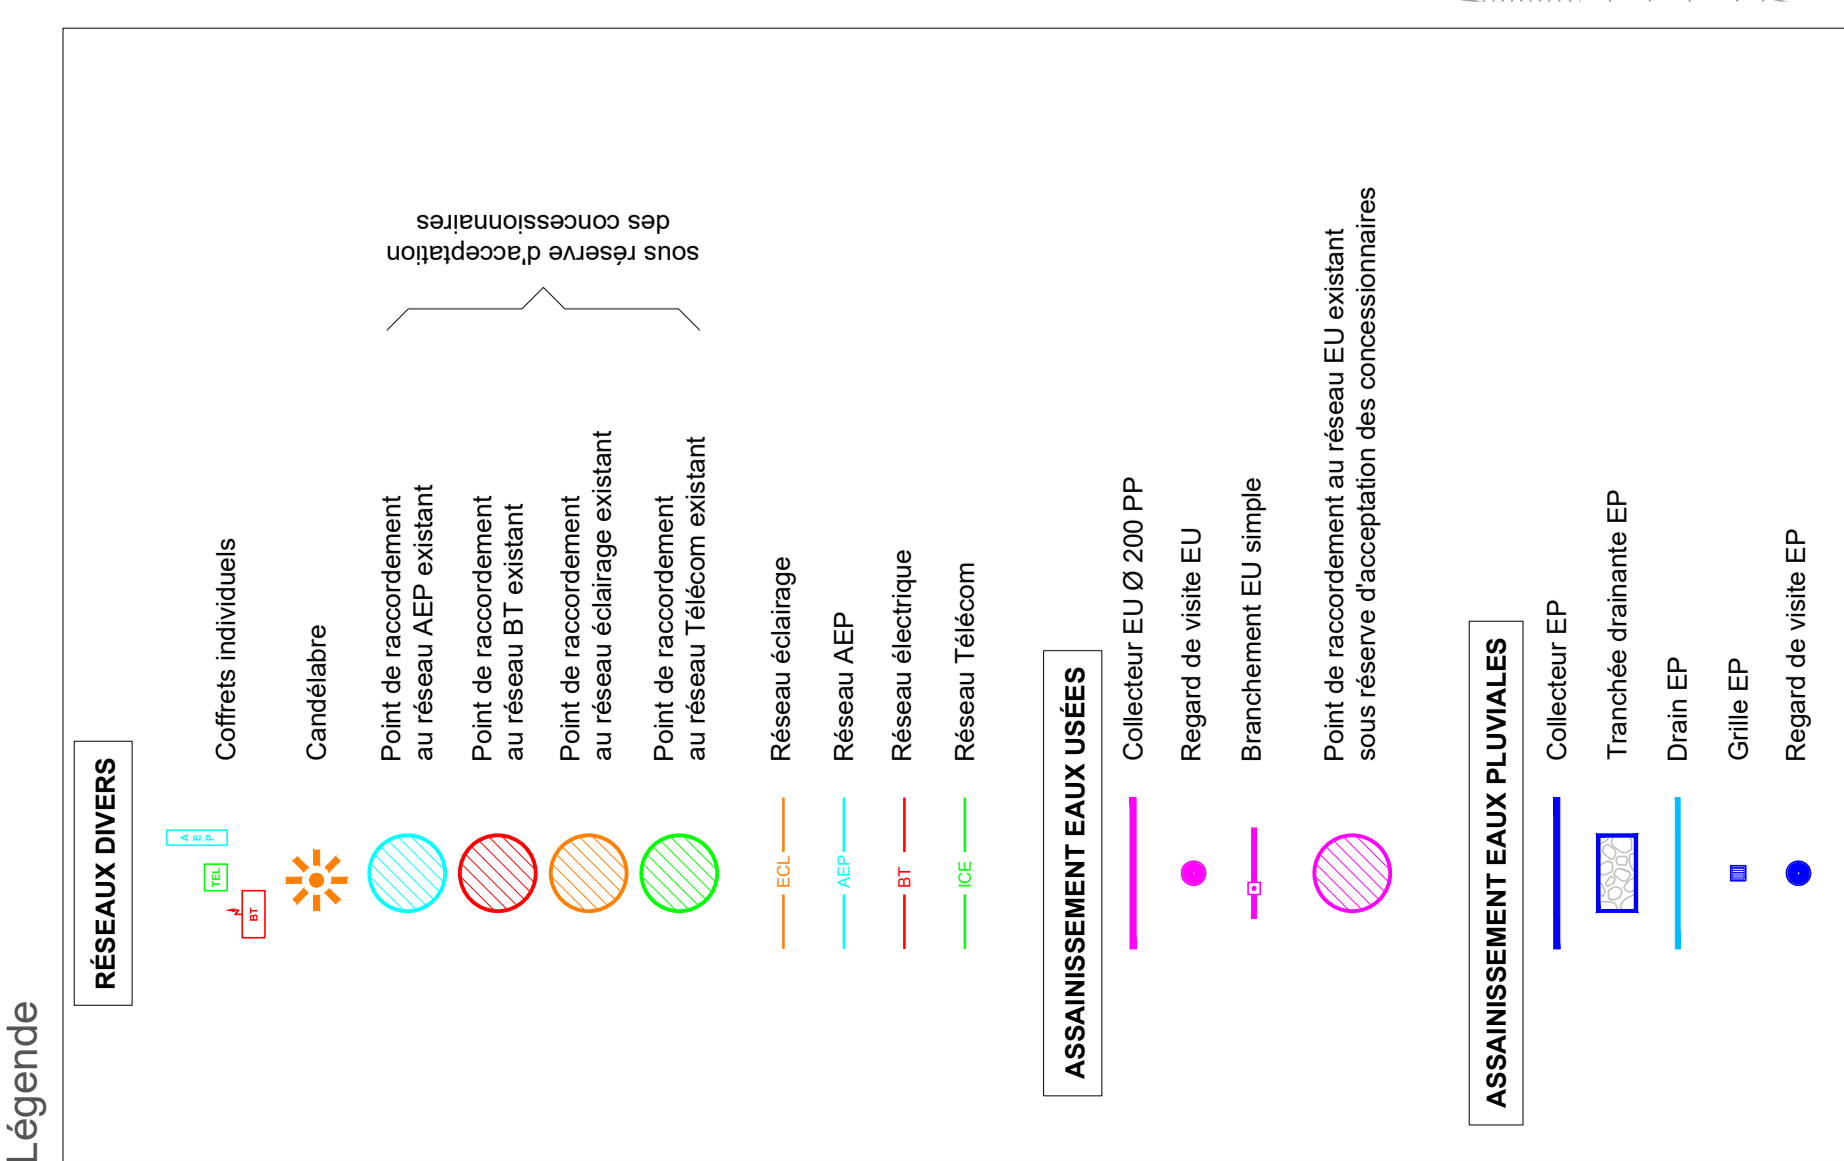 Légende
RÉSEAUX DIVERS
AEP
TEL
BT
Coffrets individuels
Candélabre
Point de raccordement
au réseau AEP existant
Point de raccordement
au réseau BT existant
Point de raccordement
au réseau éclairage existant
Point de raccordement
au réseau Télécom existant
sous réserve d'acceptation
des concessionnaires
ECL
Réseau éclairage
AEP
Réseau AEP
BT
Réseau électrique
ICE
Réseau Télécom
ASSAINISSEMENT EAUX USÉES
Collecteur EU Ø 200 PP
Regard de visite EU
Branchement EU simple
Point de raccordement au réseau EU existant
sous réserve d'acceptation des concessionnaires
ASSAINISSEMENT EAUX PLUVIALES
Collecteur EP
Tranchée drainante EP
Drain EP
Grille EP
Regard de visite EP